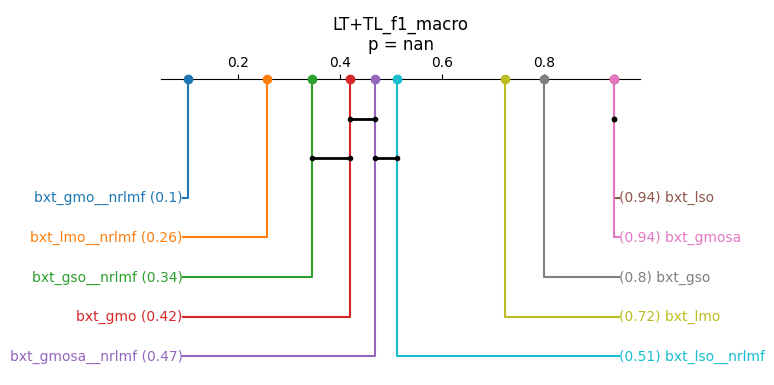 LT+TL_f1_macro
p = nan
0.2 0.4 0.6 0.8
bxt_gmo__nrlmf (0.1) (0.94) bxt_lso
bxt_lmo__nrlmf (0.26) (0.94) bxt_gmosa
bxt_gso__nrlmf (0.34) (0.8) bxt_gso
bxt_gmo (0.42) (0.72) bxt_lmo
bxt_gmosa__nrlmf (0.47) (0.51) bxt_lso__nrlmf